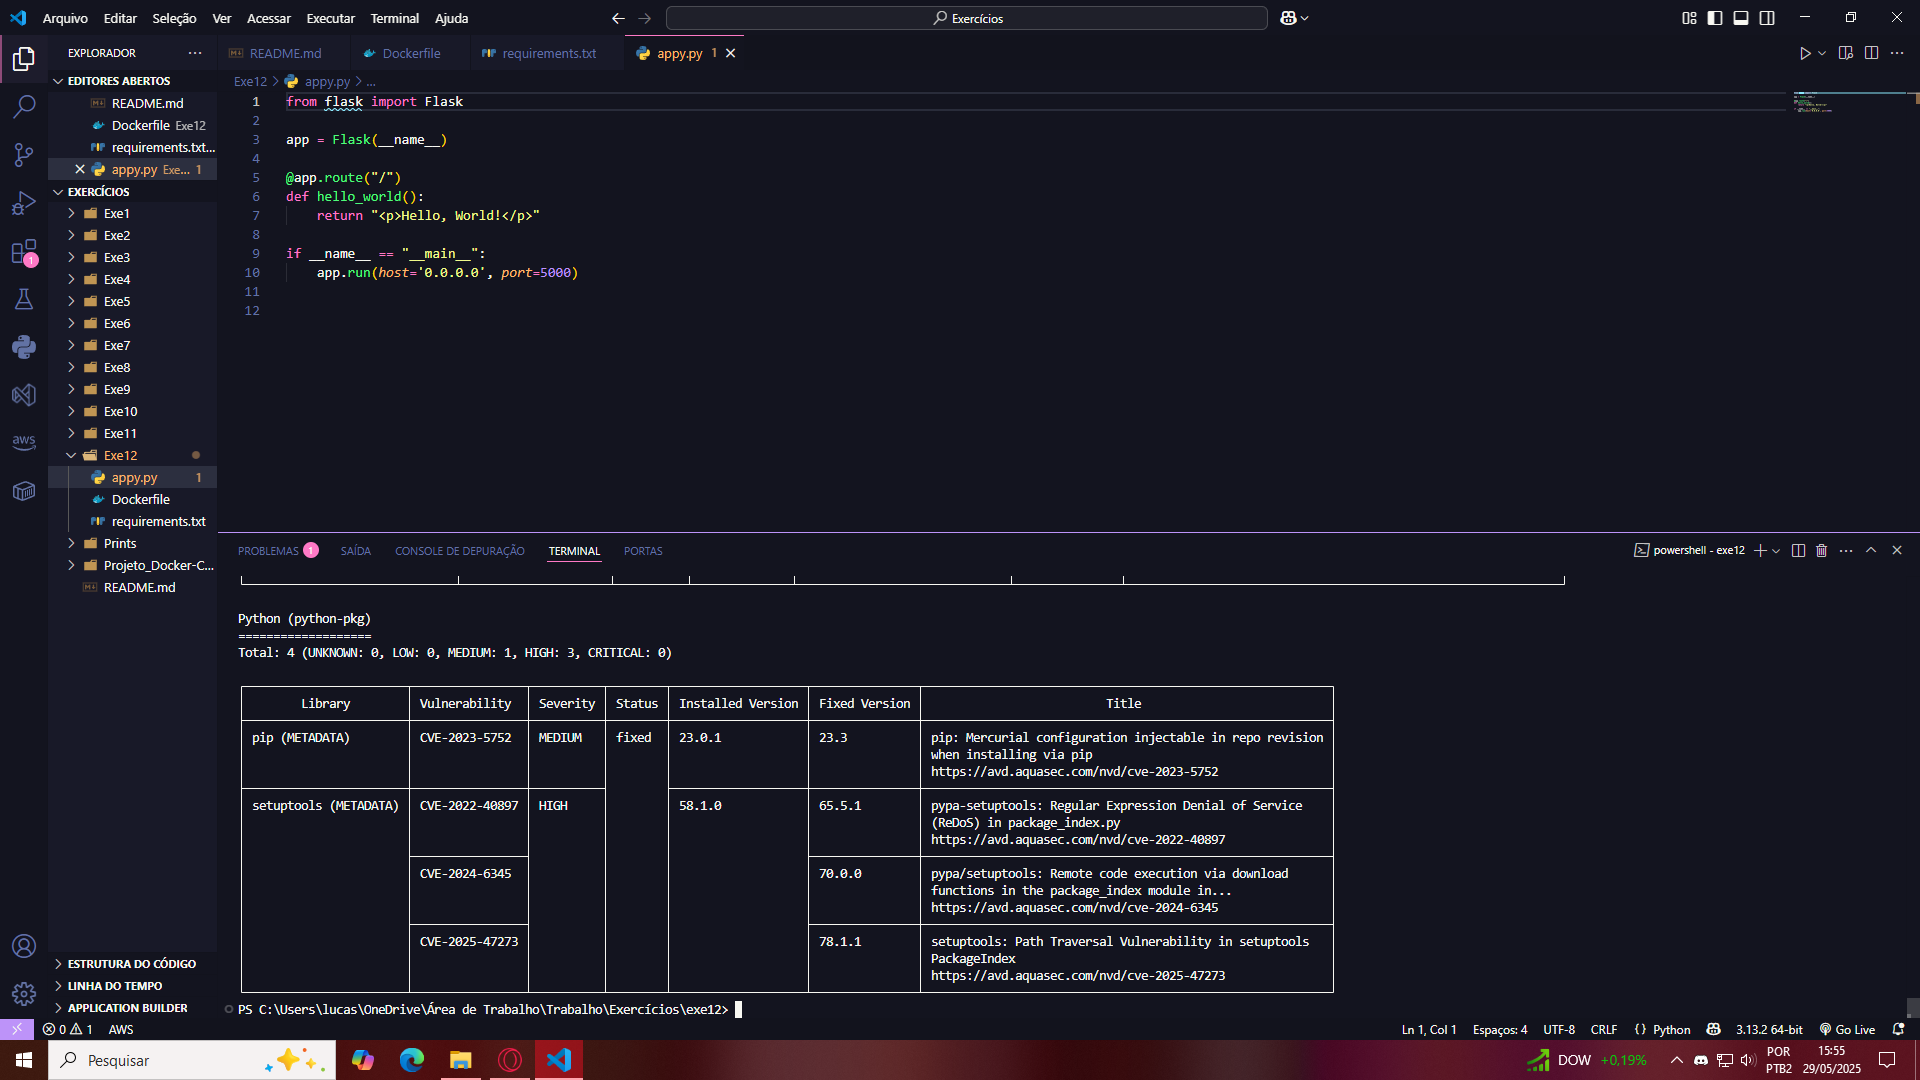 Arquivo Editar Seleção Ver Acessar Executar Terminal Ajuda
Exercícios
EXPLORADOR
README.md Dockerfile requirements.txt appy.py 1
EDITORES ABERTOS
README.md
Dockerfile Exe12
requirements.txt...
appy.py Exe... 1
EXERCÍCIOS
Exe1
Exe2
Exe3
Exe4
Exe5
Exe6
Exe7
Exe8
Exe9
Exe10
Exe11
Exe12
appy.py 1
Dockerfile
requirements.txt
Prints
Projeto_Docker-C...
README.md
ESTRUTURA DO CÓDIGO
LINHA DO TEMPO
APPLICATION BUILDER
1
aws
Exe12 > appy.py > ...
1 from flask import Flask
2
3 app = Flask(__name__)
4
5 @app.route("/")
6 def hello_world():
7 return "<p>Hello, World!</p>"
8
9 if __name__ == "__main__":
10 app.run(host='0.0.0.0', port=5000)
11
12
PROBLEMAS 1 SAÍDA CONSOLE DE DEPURAÇÃO TERMINAL PORTAS
powershell - exe12
Python (python-pkg)
===================
Total: 4 (UNKNOWN: 0, LOW: 0, MEDIUM: 1, HIGH: 3, CRITICAL: 0)
Library Vulnerability Severity Status Installed Version Fixed Version Title
pip (METADATA) CVE-2023-5752 MEDIUM fixed 23.0.1 23.3 pip: Mercurial configuration injectable in repo revision
when installing via pip
https://avd.aquasec.com/nvd/cve-2023-5752
setuptools (METADATA) CVE-2022-40897 HIGH 58.1.0 65.5.1 pypa-setuptools: Regular Expression Denial of Service
(ReDoS) in package_index.py
https://avd.aquasec.com/nvd/cve-2022-40897
CVE-2024-6345 70.0.0 pypa/setuptools: Remote code execution via download
functions in the package_index module in...
https://avd.aquasec.com/nvd/cve-2024-6345
CVE-2025-47273 78.1.1 setuptools: Path Traversal Vulnerability in setuptools
PackageIndex
https://avd.aquasec.com/nvd/cve-2025-47273
PS C:\Users\lucas\OneDrive\Área de Trabalho\Trabalho\Exercícios\exe12>
0 1 AWS
Ln 1, Col 1 Espaços: 4 UTF-8 CRLF {} Python 3.13.2 64-bit Go Live
Pesquisar
DOW +0,19%
POR
PTB2
15:55
29/05/2025